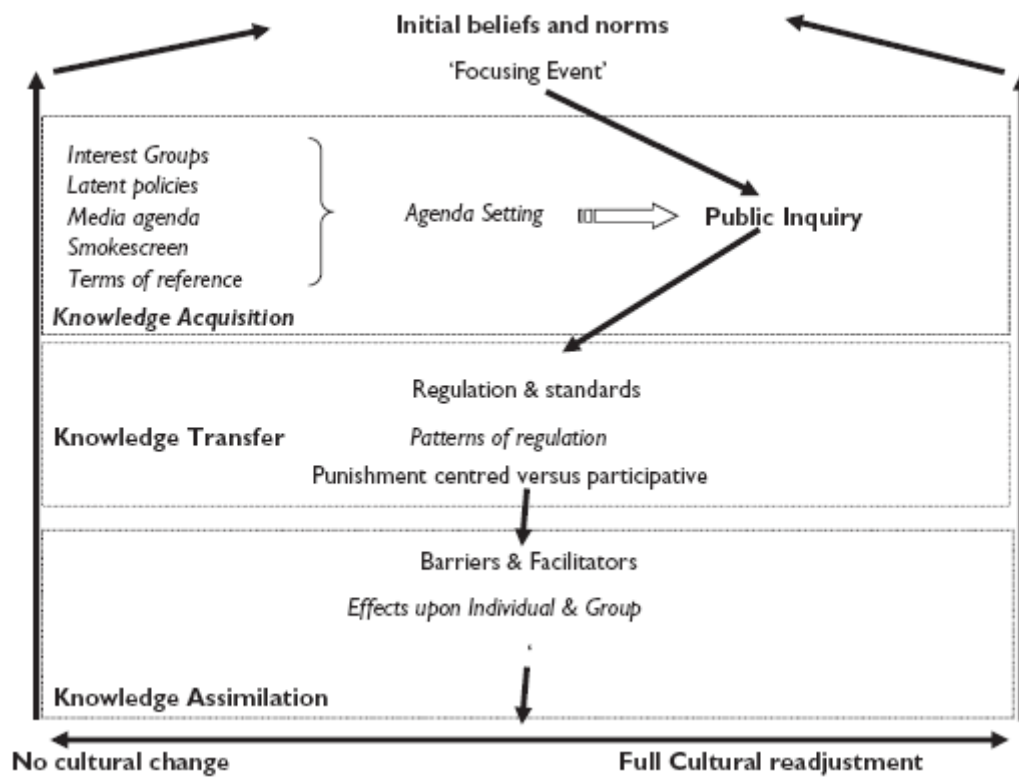 Initial beliefs and norms
‘Focusing Event’
Interest Groups
Latent policies
Media agenda
Smokescreen
Terms of reference
Agenda Setting
Public Inquiry
Knowledge Acquisition
Regulation & standards
Knowledge Transfer
Patterns of regulation
Punishment centred versus participative
Barriers & Facilitators
Effects upon Individual & Group
‘
Knowledge Assimilation
No cultural change
Full Cultural readjustment